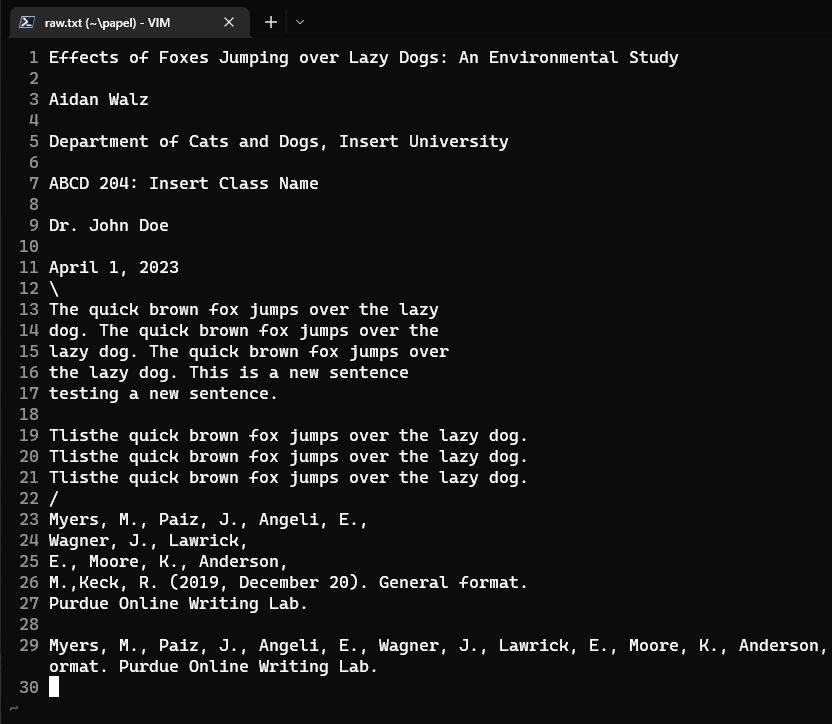 raw.txt (~\papel) - VIM
1 Effects of Foxes Jumping over Lazy Dogs: An Environmental Study
2
3 Aidan Walz
4
5 Department of Cats and Dogs, Insert University
6
7 ABCD 204: Insert Class Name
8
9 Dr. John Doe
10
11 April 1, 2023
12 \
13 The quick brown fox jumps over the lazy
14 dog. The quick brown fox jumps over the
15 lazy dog. The quick brown fox jumps over
16 the lazy dog. This is a new sentence
17 testing a new sentence.
18
19 Tlisthe quick brown fox jumps over the lazy dog.
20 Tlisthe quick brown fox jumps over the lazy dog.
21 Tlisthe quick brown fox jumps over the lazy dog.
22 /
23 Myers, M., Paiz, J., Angeli, E.,
24 Wagner, J., Lawrick,
25 E., Moore, K., Anderson,
26 M.,Keck, R. (2019, December 20). General format.
27 Purdue Online Writing Lab.
28
29 Myers, M., Paiz, J., Angeli, E., Wagner, J., Lawrick, E., Moore, K., Anderson,
ormat. Purdue Online Writing Lab.
30
~